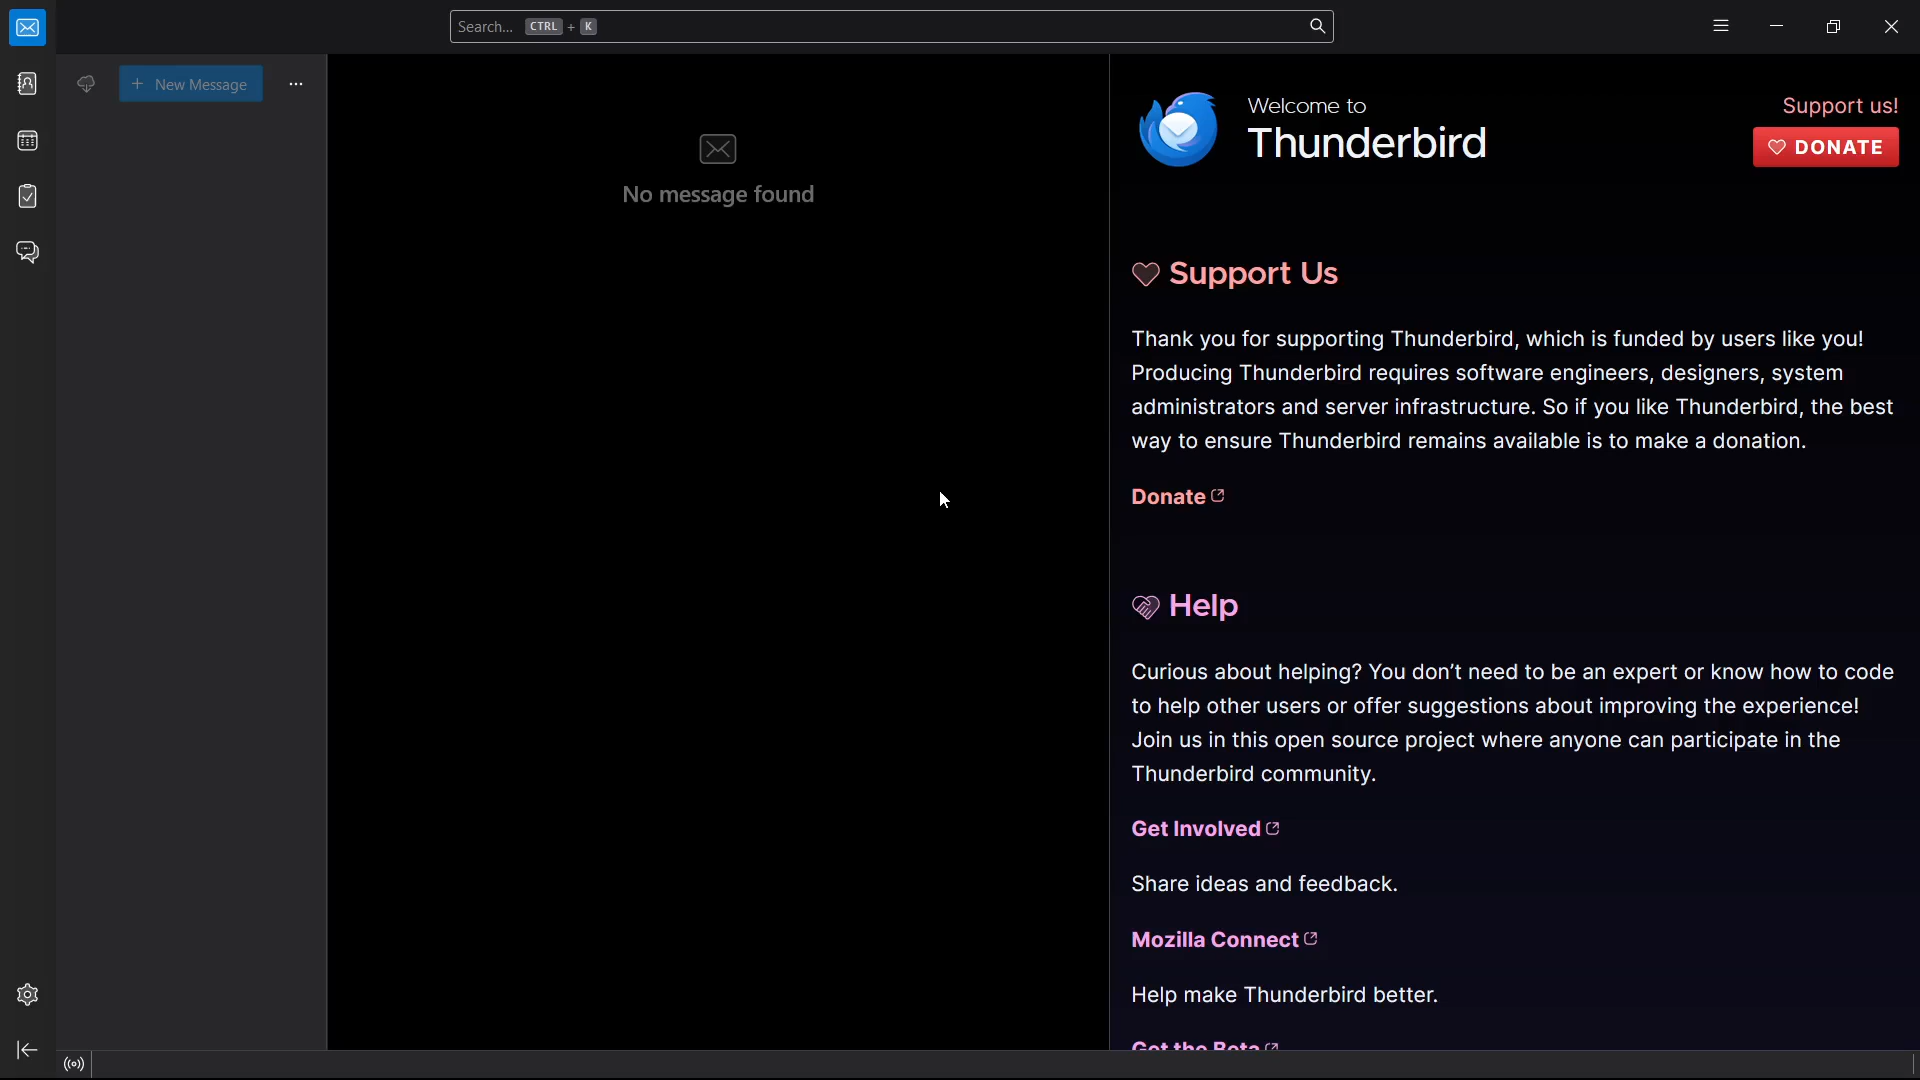 Search... CTRL + K
+ New Message
No message found
Welcome to
Thunderbird
Support us!
DONATE
Support Us
Thank you for supporting Thunderbird, which is funded by users like you!
Producing Thunderbird requires software engineers, designers, system
administrators and server infrastructure. So if you like Thunderbird, the best
way to ensure Thunderbird remains available is to make a donation.
Donate
Help
Curious about helping? You don’t need to be an expert or know how to code
to help other users or offer suggestions about improving the experience!
Join us in this open source project where anyone can participate in the
Thunderbird community.
Get Involved
Share ideas and feedback.
Mozilla Connect
Help make Thunderbird better.
Get the Beta